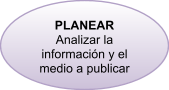 PLANEAR
Analizar la
información y el
medio a publicar